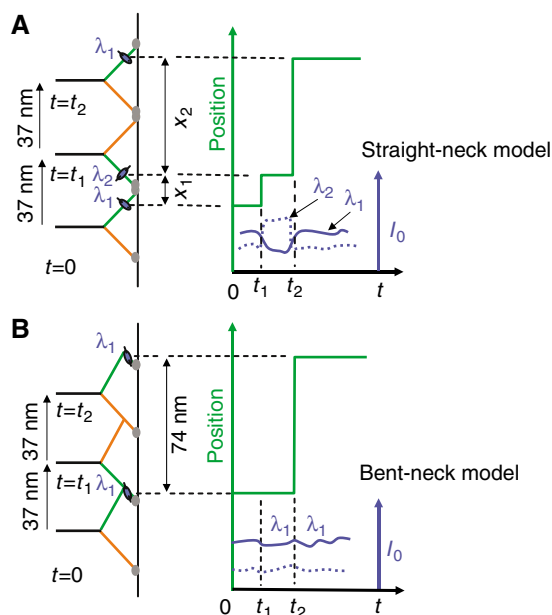 A
λ1
t=t2
37 nm
x2
t=t1
λ2
x1
λ1
37 nm
t=0
Position
Straight-neck model
λ2
λ1
I0
0
t1
t2
t
B
λ1
t=t2
37 nm
74 nm
t=t1
λ1
37 nm
t=0
Position
Bent-neck model
λ1
λ1
I0
0
t1
t2
t